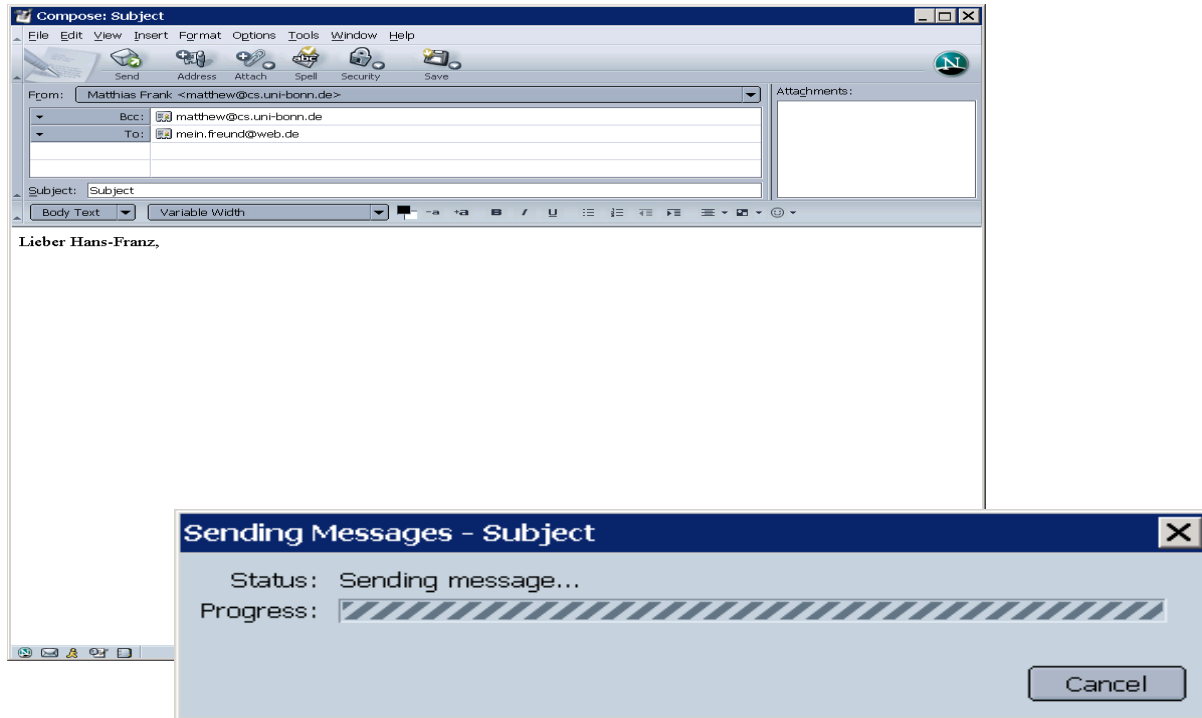 Compose: Subject
File Edit View Insert Format Options Tools Window Help
Send Address Attach Spell Security Save
N
From: Matthias Frank <matthew@cs.uni-bonn.de>
Attachments:
Bcc: matthew@cs.uni-bonn.de
To: mein.freund@web.de
Subject: Subject
Body Text Variable Width -a +a B I U
Lieber Hans-Franz,
Sending Messages - Subject
Status: Sending message...
Progress:
Cancel